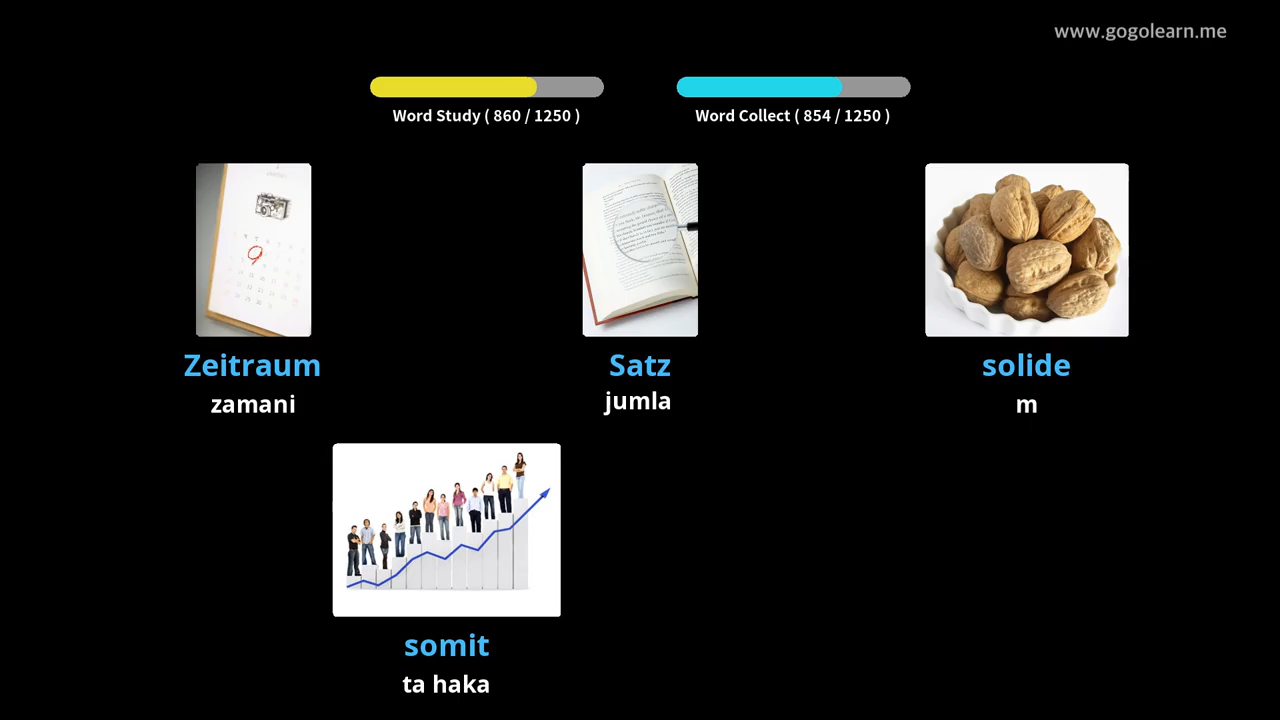 www.gogolearn.me
Word Study ( 860 / 1250 )
Word Collect ( 854 / 1250 )
Zeitraum
zamani
Satz
jumla
solide
m
somit
ta haka